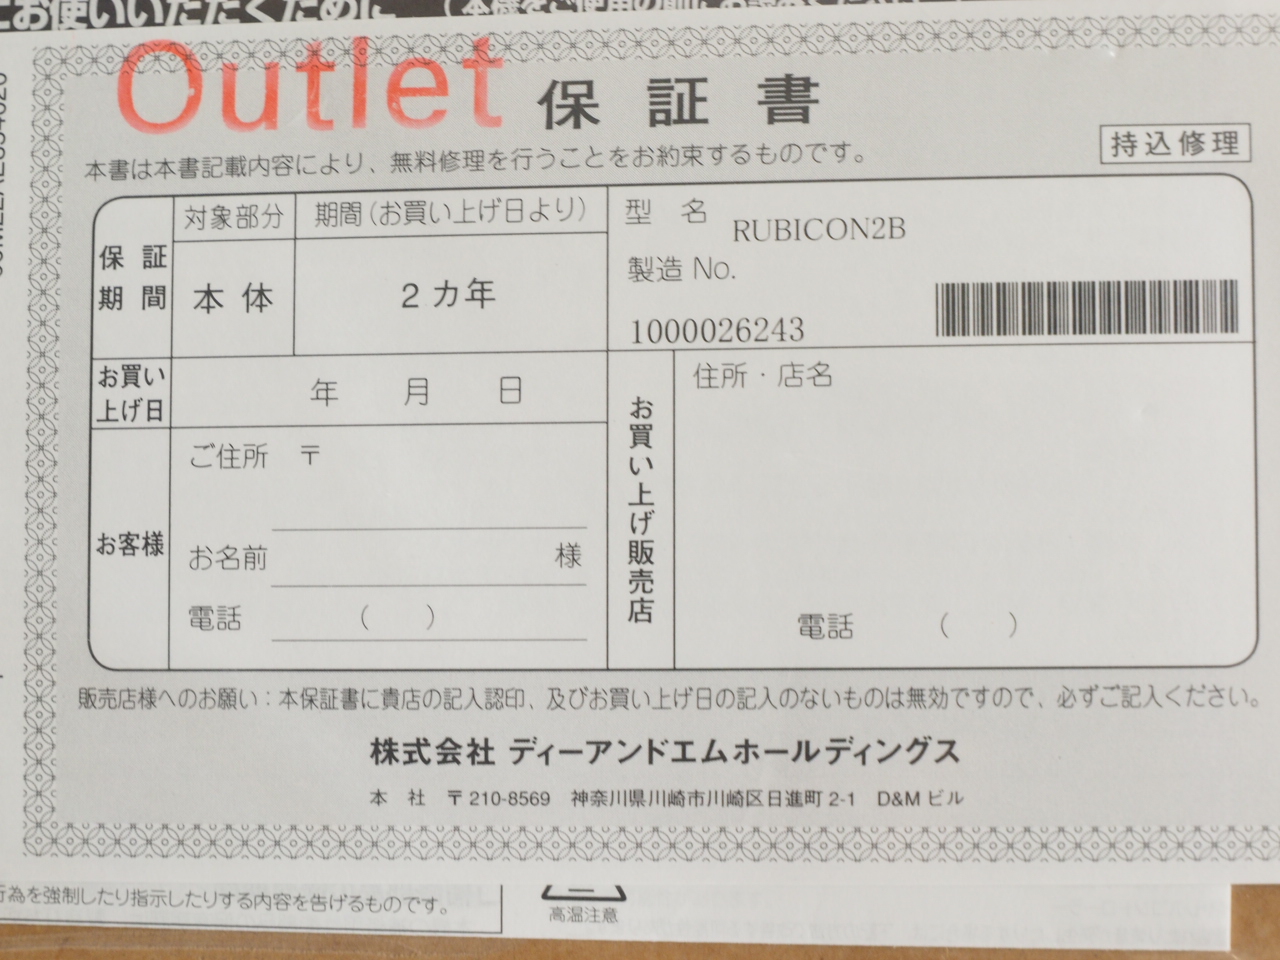 にお使いいただくために
Outlet 保証書
本書は本書記載内容により、無料修理を行うことをお約束するものです。
持込修理
保証期間
対象部分
期間(お買い上げ日より)
本体
2カ年
型名 RUBICON2B
製造 No.
1000026243
お買い上げ日
年 月 日
お客様
ご住所 〒
お名前 様
電話 ( )
お買い上げ販売店
住所・店名
電話 ( )
販売店様へのお願い:本保証書に貴店の記入認印、及びお買い上げ日の記入のないものは無効ですので、必ずご記入ください。
株式会社 ディーアンドエムホールディングス
本社 〒210-8569 神奈川県川崎市川崎区日進町 2-1 D&M ビル
行為を強制したり指示したりする内容を告げるものです。
高温注意